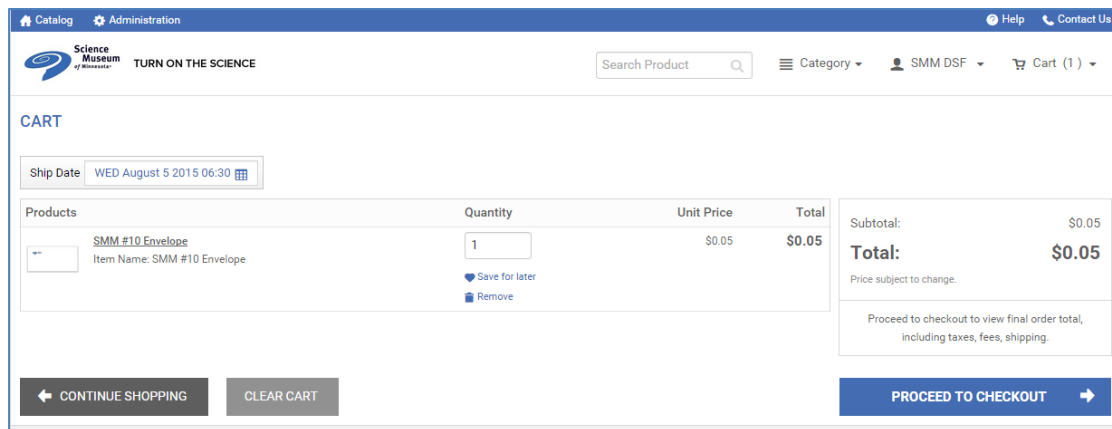 Catalog Administration Help Contact Us
Science
Museum
of Minnesota
TURN ON THE SCIENCE
Search Product
Category
SMM DSF
Cart (1)
CART
Ship Date WED August 5 2015 06:30
Products Quantity Unit Price Total
SMM #10 Envelope 1 $0.05 $0.05
Item Name: SMM #10 Envelope
Save for later
Remove
Subtotal: $0.05
Total: $0.05
Price subject to change.
Proceed to checkout to view final order total,
including taxes, fees, shipping.
CONTINUE SHOPPING CLEAR CART PROCEED TO CHECKOUT